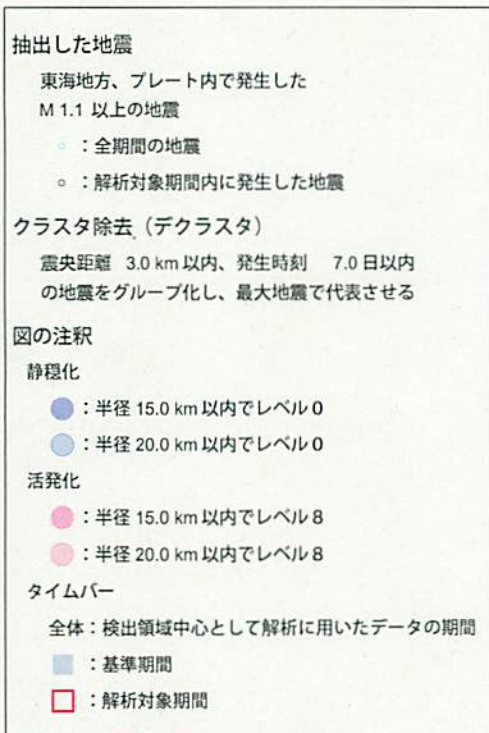 抽出した地震
東海地方、プレート内で発生した
M 1.1 以上の地震
：全期間の地震
：解析対象期間内に発生した地震
クラスタ除去（デクラスタ）
震央距離 3.0 km 以内、発生時刻 7.0 日以内
の地震をグループ化し、最大地震で代表させる
図の注釈
静穏化
：半径 15.0 km 以内でレベル 0
：半径 20.0 km 以内でレベル 0
活発化
：半径 15.0 km 以内でレベル 8
：半径 20.0 km 以内でレベル 8
タイムバー
全体：検出領域中心として解析に用いたデータの期間
：基準期間
：解析対象期間